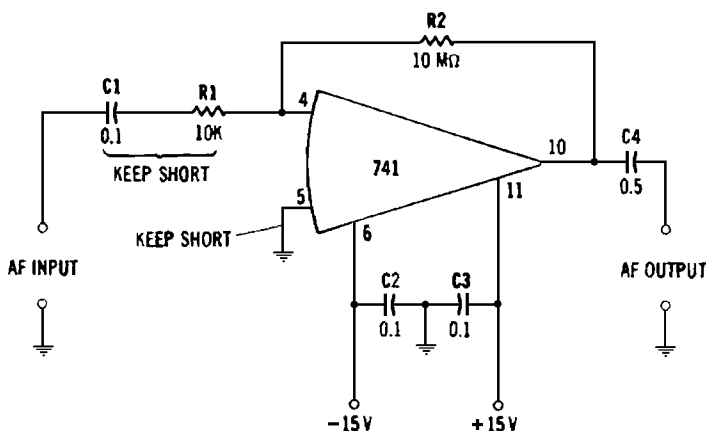 R2
10 MΩ
C1
0.1
R1
10K
KEEP SHORT
4
741
10
C4
0.5
5
11
KEEP SHORT
6
AF INPUT
C2
0.1
C3
0.1
AF OUTPUT
-15V
+15V